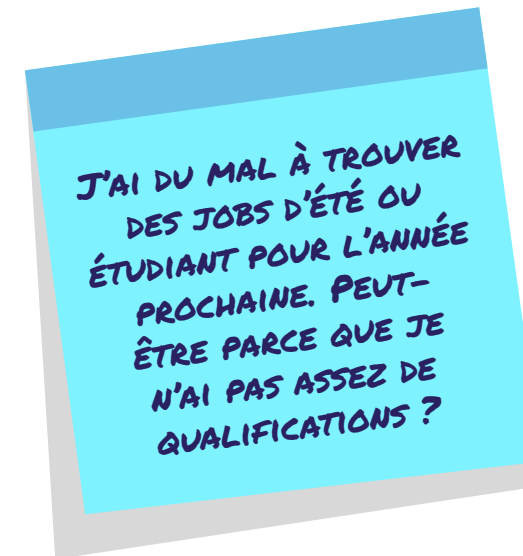 J'ai du mal à trouver
des jobs d'été ou
étudiant pour l'année
prochaine. Peut-
être parce que je
n'ai pas assez de
qualifications ?